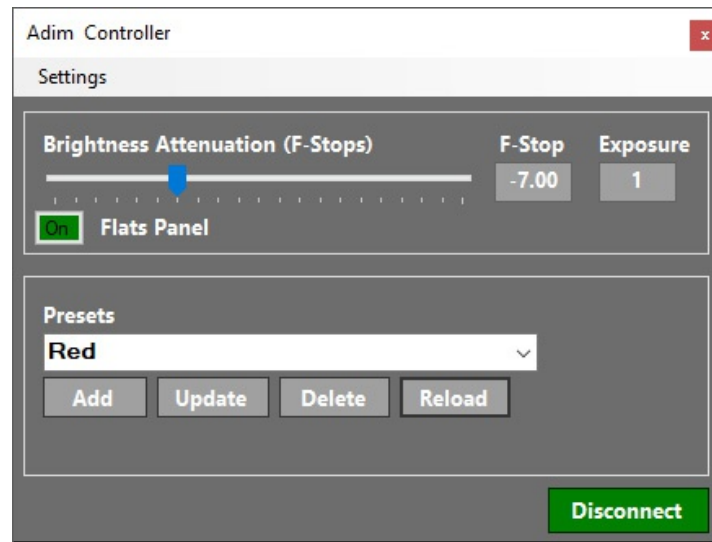 Adim Controller
x
Settings
Brightness Attenuation (F-Stops) F-Stop Exposure
-7.00 1
On Flats Panel
Presets
Red
Add Update Delete Reload
Disconnect